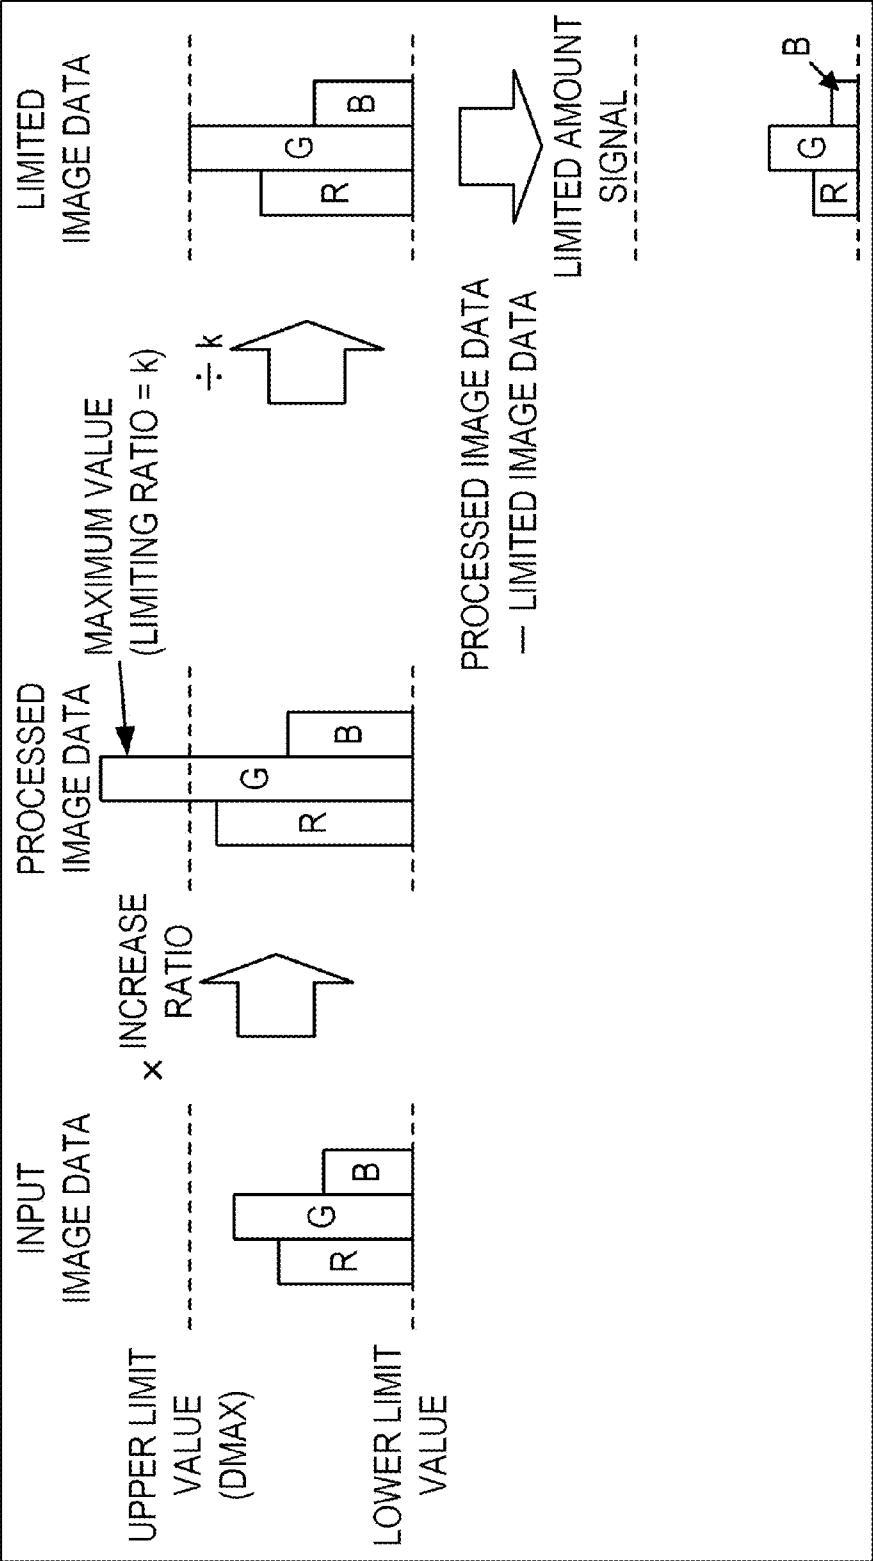 INPUT
IMAGE DATA
UPPER LIMIT
VALUE
(DMAX)
LOWER LIMIT
VALUE
R
G
B
× INCREASE
RATIO
PROCESSED
IMAGE DATA
R
G
B
MAXIMUM VALUE
(LIMITING RATIO = k)
÷ k
LIMITED
IMAGE DATA
R
G
B
PROCESSED IMAGE DATA
— LIMITED IMAGE DATA
LIMITED AMOUNT
SIGNAL
R
G
B